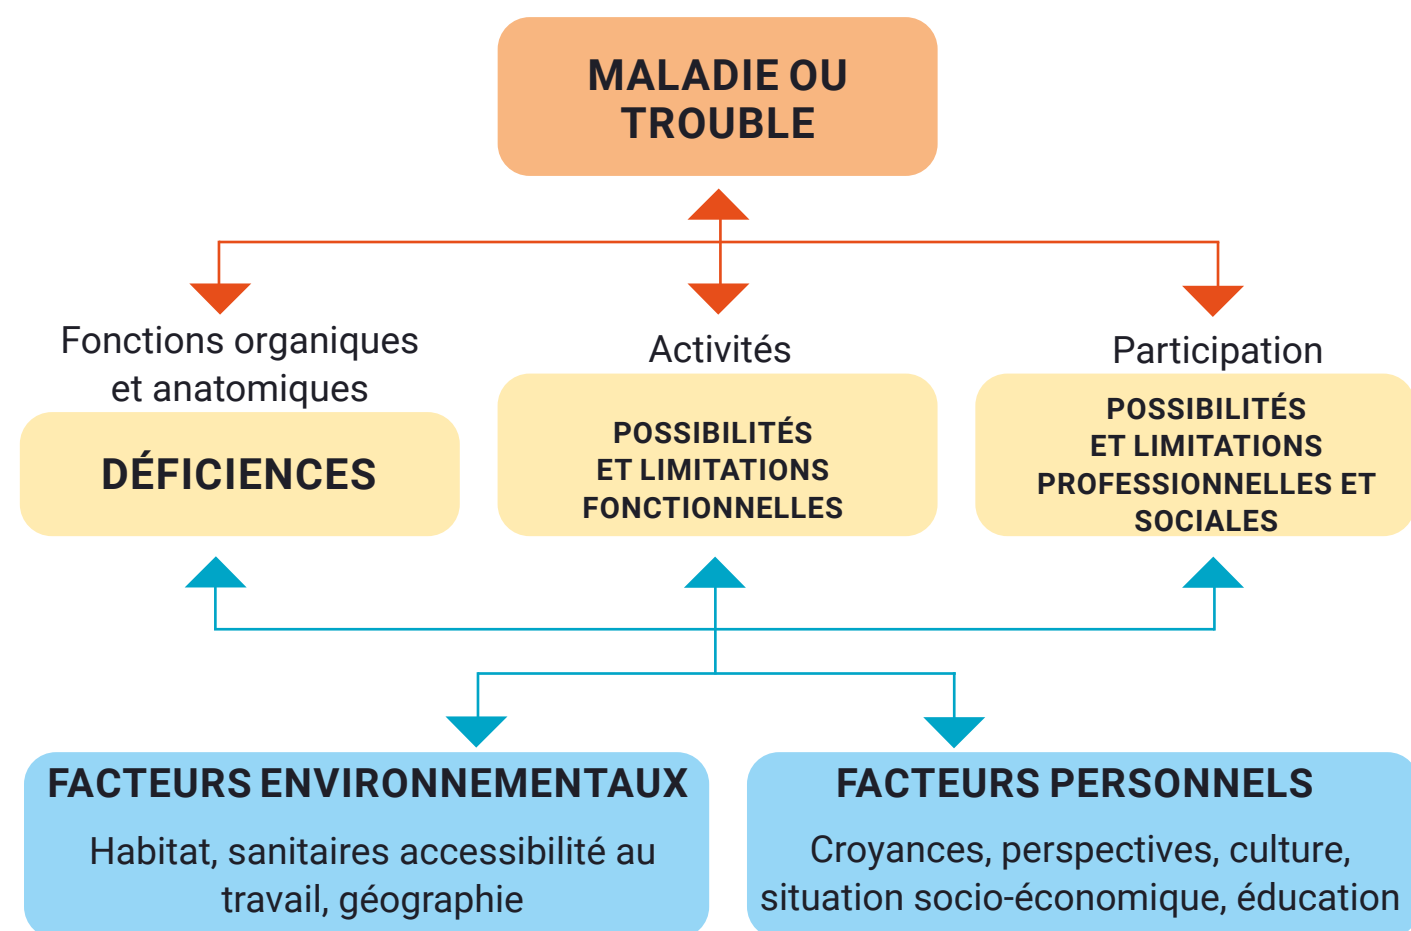 MALADIE OU
TROUBLE
Fonctions organiques
et anatomiques
DÉFICIENCES
Activités
POSSIBILITÉS
ET LIMITATIONS
FONCTIONNELLES
Participation
POSSIBILITÉS
ET LIMITATIONS
PROFESSIONNELLES ET
SOCIALES
FACTEURS ENVIRONNEMENTAUX
Habitat, sanitaires accessibilité au
travail, géographie
FACTEURS PERSONNELS
Croyances, perspectives, culture,
situation socio-économique, éducation